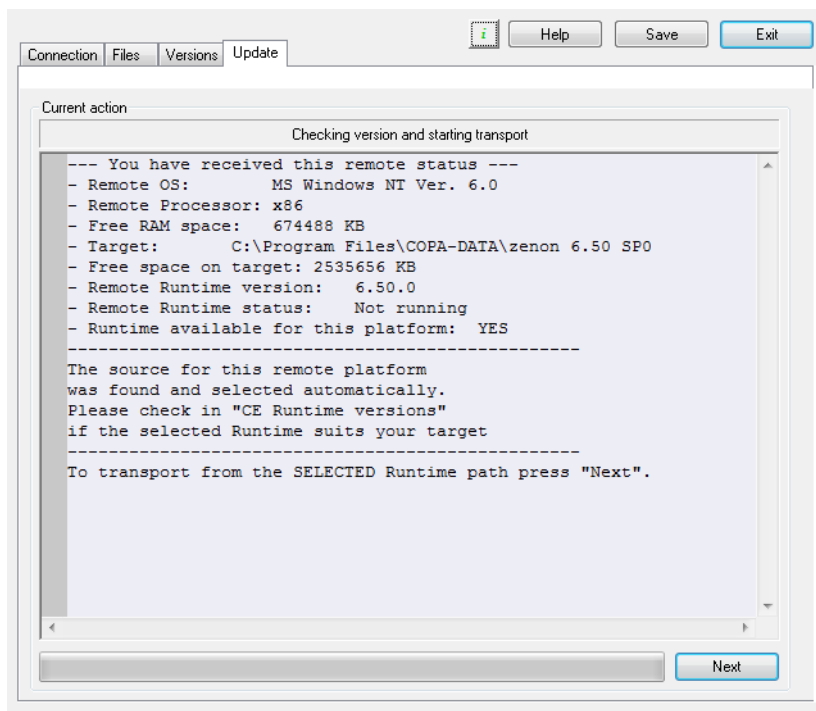 i Help Save Exit
Connection Files Versions Update
Current action
Checking version and starting transport
--- You have received this remote status ---
- Remote OS: MS Windows NT Ver. 6.0
- Remote Processor: x86
- Free RAM space: 674488 KB
- Target: C:\Program Files\COPA-DATA\zenon 6.50 SP0
- Free space on target: 2535656 KB
- Remote Runtime version: 6.50.0
- Remote Runtime status: Not running
- Runtime available for this platform: YES
--------------------------------------------------
The source for this remote platform
was found and selected automatically.
Please check in "CE Runtime versions"
if the selected Runtime suits your target
--------------------------------------------------
To transport from the SELECTED Runtime path press "Next".
Next